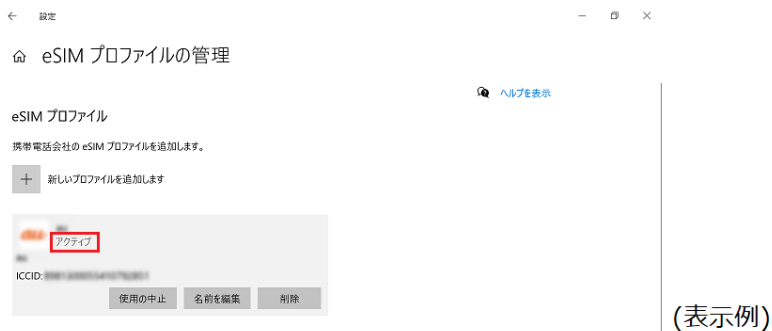 設定
eSIM プロファイルの管理
ヘルプを表示
eSIM プロファイル
携帯電話会社の eSIM プロファイルを追加します。
新しいプロファイルを追加します
アクティブ
ICCID:
使用の中止
名前を編集
削除
(表示例)